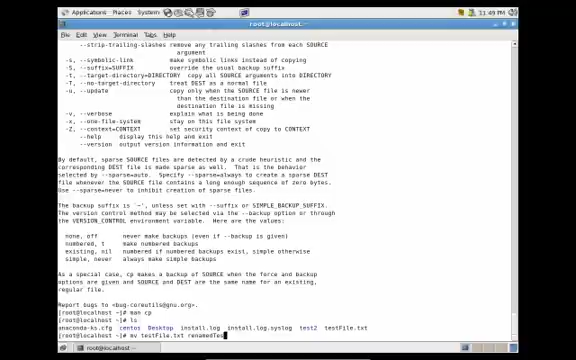 Applications Places System 11:49 PM
root@localhost:~
File Edit View Terminal Tabs Help
--strip-trailing-slashes remove any trailing slashes from each SOURCE
argument
-s, --symbolic-link make symbolic links instead of copying
-S, --suffix=SUFFIX override the usual backup suffix
-t, --target-directory=DIRECTORY copy all SOURCE arguments into DIRECTORY
-T, --no-target-directory treat DEST as a normal file
-u, --update copy only when the SOURCE file is newer
than the destination file or when the
destination file is missing
-v, --verbose explain what is being done
-x, --one-file-system stay on this file system
-Z, --context=CONTEXT set security context of copy to CONTEXT
--help display this help and exit
--version output version information and exit
By default, sparse SOURCE files are detected by a crude heuristic and the
corresponding DEST file is made sparse as well. That is the behavior
selected by --sparse=auto. Specify --sparse=always to create a sparse DEST
file whenever the SOURCE file contains a long enough sequence of zero bytes.
Use --sparse=never to inhibit creation of sparse files.
The backup suffix is `~', unless set with --suffix or SIMPLE_BACKUP_SUFFIX.
The version control method may be selected via the --backup option or through
the VERSION_CONTROL environment variable. Here are the values:
none, off never make backups (even if --backup is given)
numbered, t make numbered backups
existing, nil numbered if numbered backups exist, simple otherwise
simple, never always make simple backups
As a special case, cp makes a backup of SOURCE when the force and backup
options are given and SOURCE and DEST are the same name for an existing,
regular file.
Report bugs to <bug-coreutils@gnu.org>.
[root@localhost ~]# man cp
[root@localhost ~]# ls
anaconda-ks.cfg centos Desktop install.log install.log.syslog test2 testFile.txt
[root@localhost ~]# mv testFile.txt renamedTes
root@localhost:~